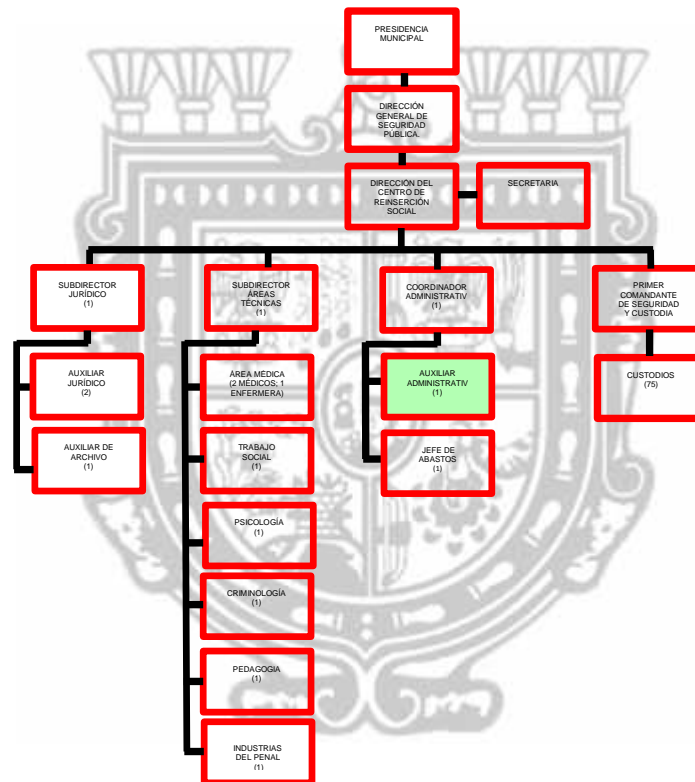 PRESIDENCIA
MUNICIPAL
DIRECCIÓN
GENERAL DE
SEGURIDAD
PUBLICA.
DIRECCIÓN DEL
CENTRO DE
REINSERCIÓN
SOCIAL
SECRETARIA
SUBDIRECTOR
JURÍDICO
(1)
SUBDIRECTOR
ÁREAS
TÉCNICAS
(1)
COORDINADOR
ADMINISTRATIV
(1)
PRIMER
COMANDANTE
DE SEGURIDAD
Y CUSTODIA
AUXILIAR
JURÍDICO
(2)
ÁREA MÉDICA
(2 MÉDICOS; 1
ENFERMERA)
AUXILIAR
ADMINISTRATIV
(1)
CUSTODIOS
(75)
AUXILIAR DE
ARCHIVO
(1)
TRABAJO
SOCIAL
(1)
JEFE DE
ABASTOS
(1)
PSICOLOGÍA
(1)
CRIMINOLOGÍA
(1)
PEDAGOGIA
(1)
INDUSTRIAS
DEL PENAL
(1)